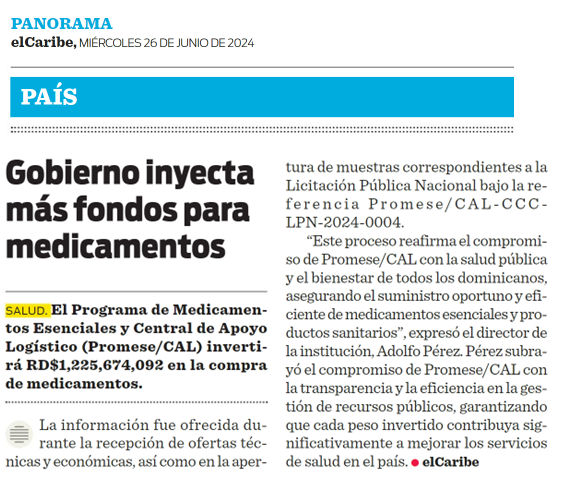 PANORAMA
elCaribe, MIÉRCOLES 26 DE JUNIO DE 2024
PAÍS
Gobierno inyecta
más fondos para
medicamentos
SALUD. El Programa de Medicamen-
tos Esenciales y Central de Apoyo
Logístico (Promese/CAL) inverti-
rá RD$1,225,674,092 en la compra
de medicamentos.
La información fue ofrecida du-
rante la recepción de ofertas téc-
nicas y económicas, así como en la aper-
tura de muestras correspondientes a la
Licitación Pública Nacional bajo la re-
ferencia Promese/CAL-CCC-
LPN-2024-0004.
“Este proceso reafirma el compromi-
so de Promese/CAL con la salud pública
y el bienestar de todos los dominicanos,
asegurando el suministro oportuno y efi-
ciente de medicamentos esenciales y pro-
ductos sanitarios”, expresó el director de
la institución, Adolfo Pérez. Pérez subra-
yó el compromiso de Promese/CAL con
la transparencia y la eficiencia en la ges-
tión de recursos públicos, garantizando
que cada peso invertido contribuya sig-
nificativamente a mejorar los servicios
de salud en el país. ● elCaribe